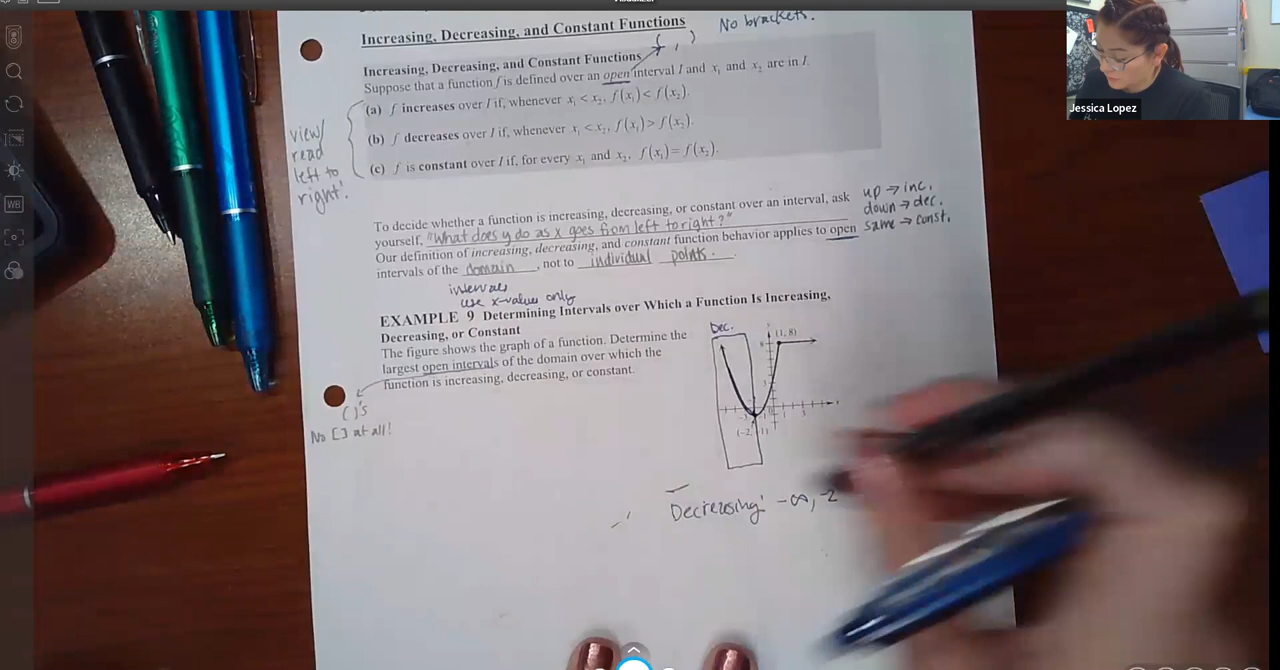 Increasing, Decreasing, and Constant Functions
No brackets.
( , )
Increasing, Decreasing, and Constant Functions
Suppose that a function f is defined over an open interval I and x₁ and x₂ are in I.
(a) f increases over I if, whenever x₁ < x₂, f(x₁) < f(x₂).
(b) f decreases over I if, whenever x₁ < x₂, f(x₁) > f(x₂).
(c) f is constant over I if, for every x₁ and x₂, f(x₁) = f(x₂).
view/
read
left to
right!
To decide whether a function is increasing, decreasing, or constant over an interval, ask
yourself, "What does y do as x goes from left to right?"
Our definition of increasing, decreasing, and constant function behavior applies to open
intervals of the domain, not to individual points.
up → inc.
down → dec.
same → const.
intervals
use x-values only
EXAMPLE 9 Determining Intervals over Which a Function Is Increasing,
Decreasing, or Constant
The figure shows the graph of a function. Determine the
largest open intervals of the domain over which the
function is increasing, decreasing, or constant.
( )'s
No [ ] at all!
Dec.
(1, 8)
(-2, -1)
Decreasing: -∞, -2
Jessica Lopez
WB